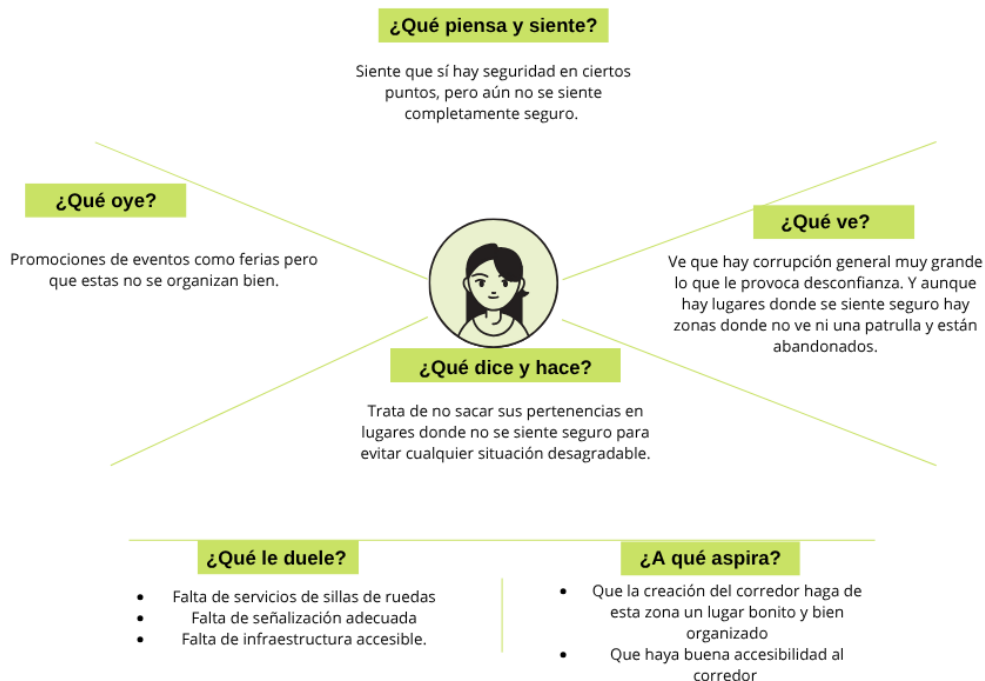 ¿Qué piensa y siente?
Siente que sí hay seguridad en ciertos
puntos, pero aún no se siente
completamente seguro.
¿Qué oye?
Promociones de eventos como ferias pero
que estas no se organizan bien.
¿Qué ve?
Ve que hay corrupción general muy grande
lo que le provoca desconfianza. Y aunque
hay lugares donde se siente seguro hay
zonas donde no ve ni una patrulla y están
abandonados.
¿Qué dice y hace?
Trata de no sacar sus pertenencias en
lugares donde no se siente seguro para
evitar cualquier situación desagradable.
¿Qué le duele?
• Falta de servicios de sillas de ruedas
• Falta de señalización adecuada
• Falta de infraestructura accesible.
¿A qué aspira?
• Que la creación del corredor haga de
esta zona un lugar bonito y bien
organizado
• Que haya buena accesibilidad al
corredor